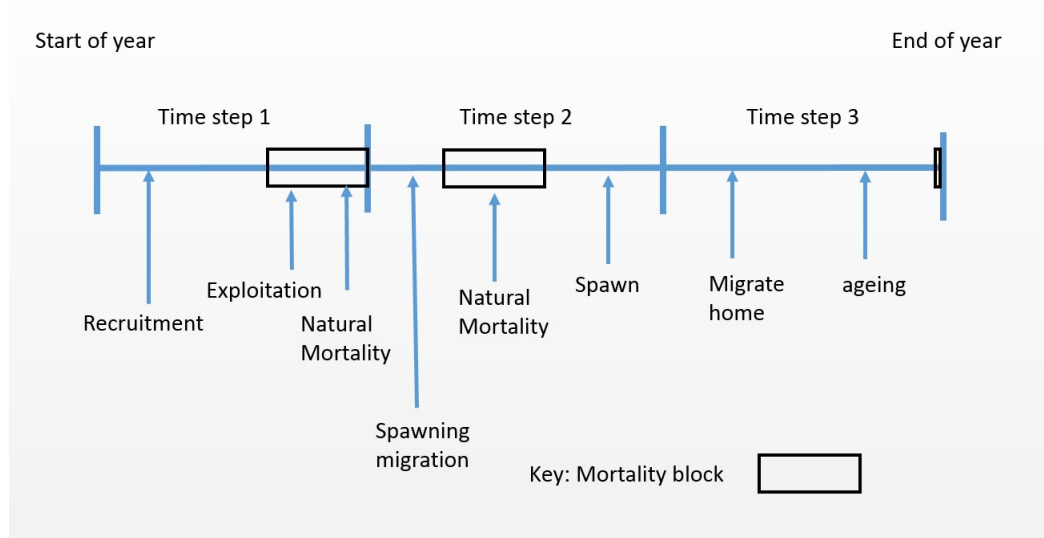 Start of year
End of year
Time step 1
Time step 2
Time step 3
Exploitation
Recruitment
Natural
Mortality
Spawning
migration
Natural
Mortality
Spawn
Migrate
home
ageing
Key: Mortality block